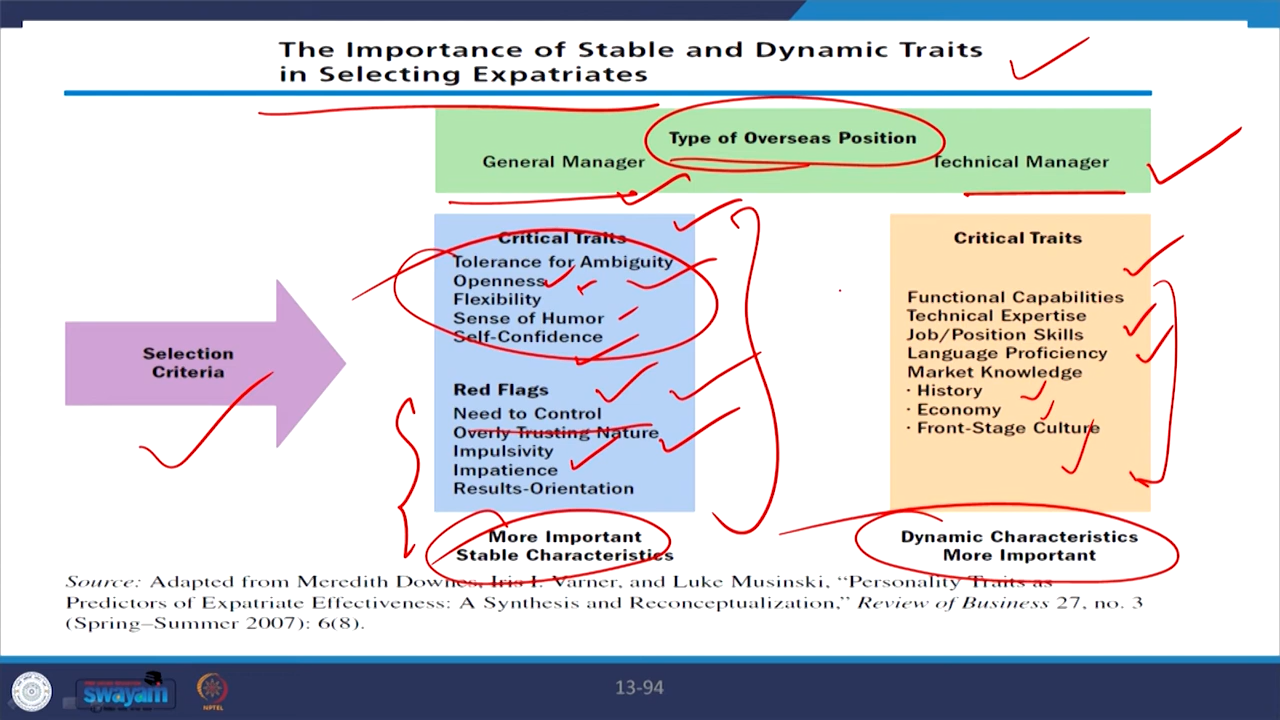 The Importance of Stable and Dynamic Traits
in Selecting Expatriates
Type of Overseas Position
General Manager
Technical Manager
Selection
Criteria
Critical Traits
Tolerance for Ambiguity
Openness
Flexibility
Sense of Humor
Self-Confidence
Red Flags
Need to Control
Overly Trusting Nature
Impulsivity
Impatience
Results-Orientation
More Important
Stable Characteristics
Critical Traits
Functional Capabilities
Technical Expertise
Job/Position Skills
Language Proficiency
Market Knowledge
· History
· Economy
· Front-Stage Culture
Dynamic Characteristics
More Important
Source: Adapted from Meredith Downes, Iris I. Varner, and Luke Musinski, “Personality Traits as
Predictors of Expatriate Effectiveness: A Synthesis and Reconceptualization,” Review of Business 27, no. 3
(Spring–Summer 2007): 6(8).
swayam
NPTEL
13-94